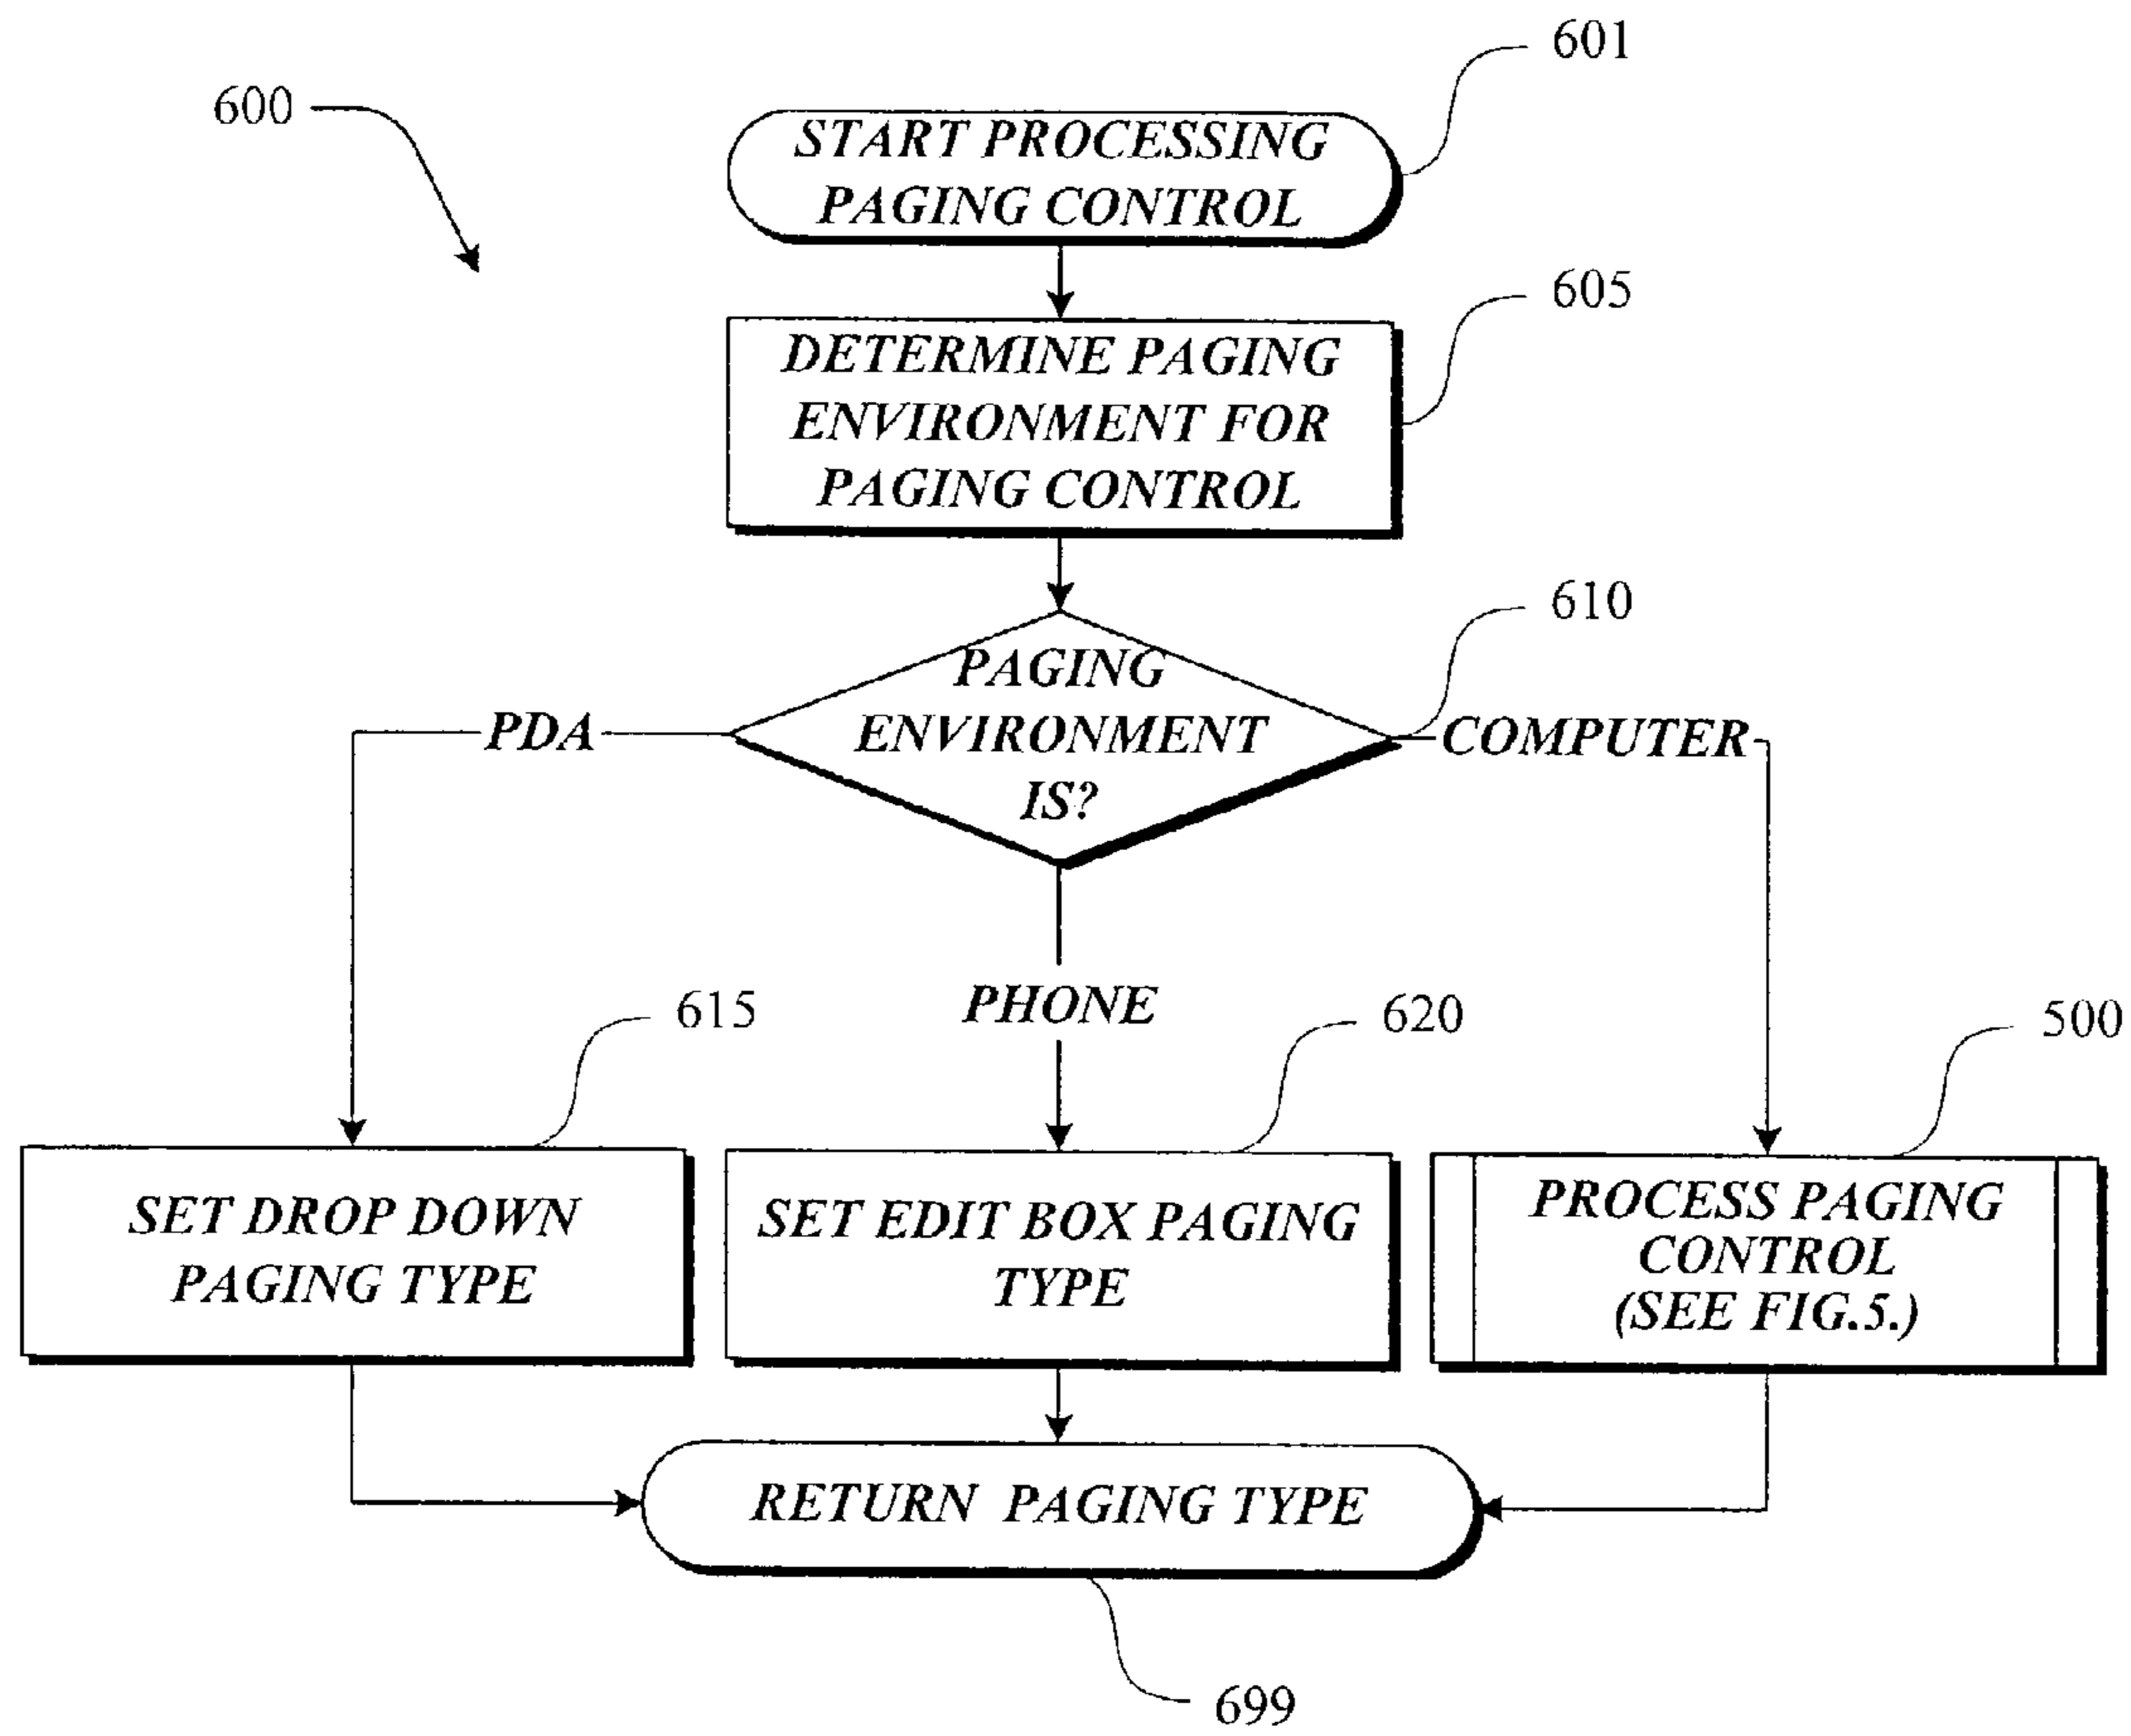 601
600
START PROCESSING
PAGING CONTROL
605
DETERMINE PAGING
ENVIRONMENT FOR
PAGING CONTROL
610
PAGING
ENVIRONMENT
IS?
PDA
COMPUTER
PHONE
615
620
500
SET DROP DOWN
PAGING TYPE
SET EDIT BOX PAGING
TYPE
PROCESS PAGING
CONTROL
(SEE FIG.5.)
RETURN PAGING TYPE
699